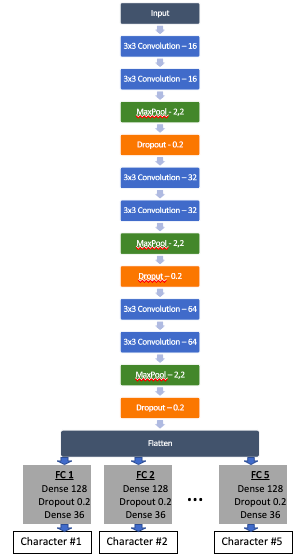 Input
3x3 Convolution – 16
3x3 Convolution – 16
MaxPool - 2,2
Dropout - 0.2
3x3 Convolution – 32
3x3 Convolution – 32
MaxPool - 2,2
Droput – 0.2
3x3 Convolution – 64
3x3 Convolution – 64
MaxPool – 2,2
Dropout – 0.2
Flatten
FC 1
Dense 128
Dropout 0.2
Dense 36
FC 2
Dense 128
Dropout 0.2
Dense 36
...
FC 5
Dense 128
Dropout 0.2
Dense 36
Character #1
Character #2
Character #5